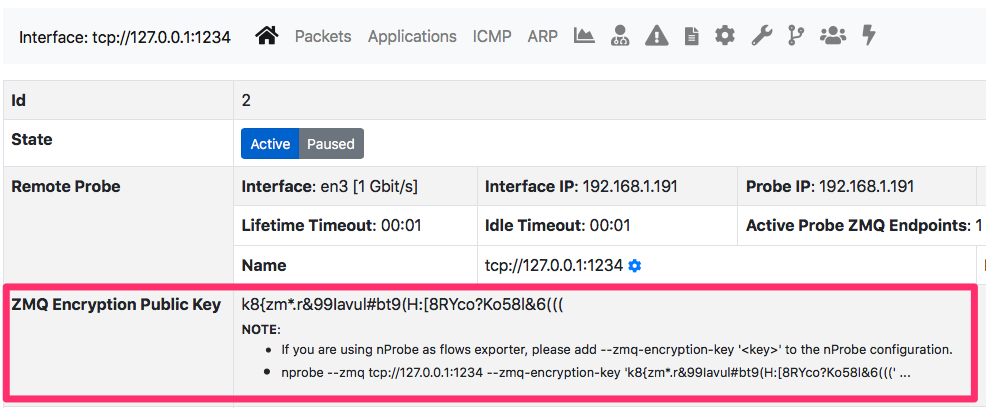 Interface: tcp://127.0.0.1:1234 Packets Applications ICMP ARP
Id 2
State Active Paused
Remote Probe Interface: en3 [1 Gbit/s] Interface IP: 192.168.1.191 Probe IP: 192.168.1.191
Lifetime Timeout: 00:01 Idle Timeout: 00:01 Active Probe ZMQ Endpoints: 1
Name tcp://127.0.0.1:1234
ZMQ Encryption Public Key k8{zm*.r&99Iavul#bt9(H:[8RYco?Ko58I&6(((
NOTE:
• If you are using nProbe as flows exporter, please add --zmq-encryption-key '<key>' to the nProbe configuration.
• nprobe --zmq tcp://127.0.0.1:1234 --zmq-encryption-key 'k8{zm*.r&99Iavul#bt9(H:[8RYco?Ko58I&6(((' ...